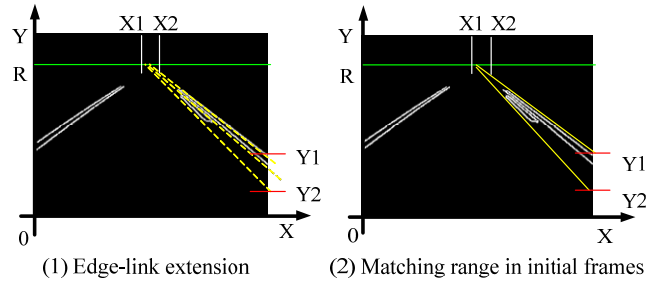 X1 X2
Y
R
Y1
Y2
0
X
(1) Edge-link extension
X1 X2
Y
R
Y1
Y2
0
X
(2) Matching range in initial frames